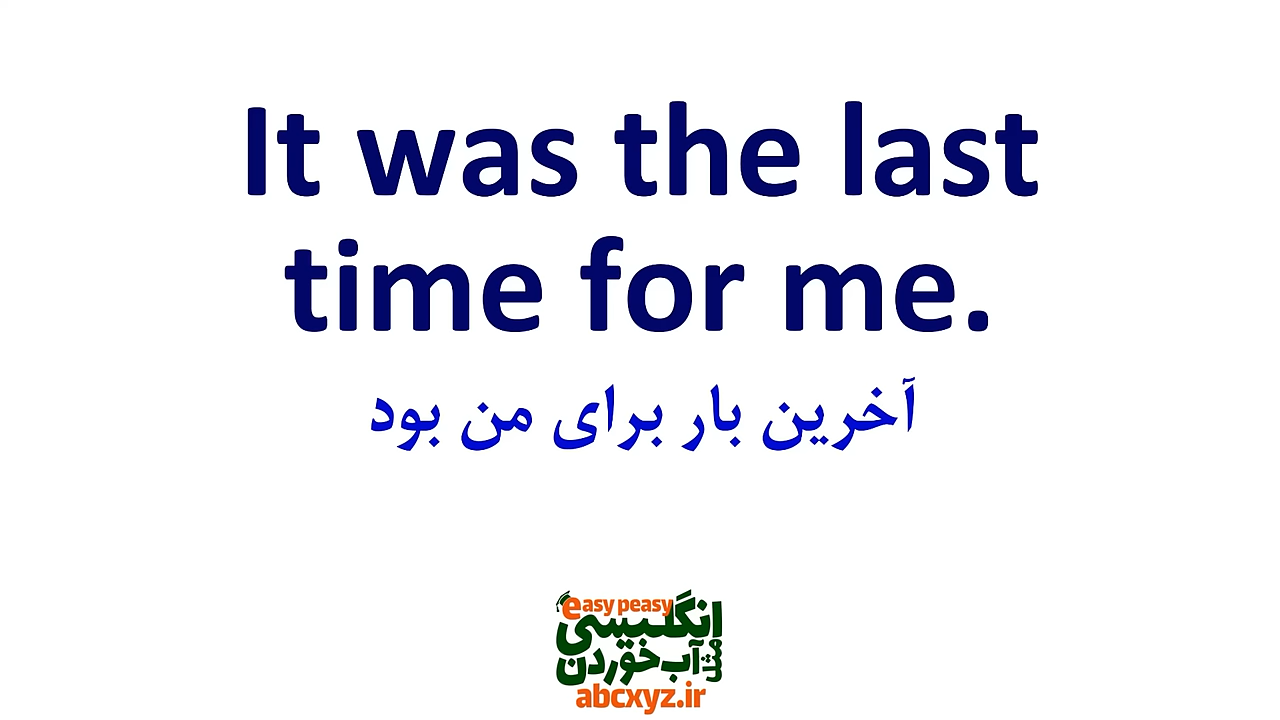 It was the last
time for me.
آخرین بار برای من بود
easy peasy
انگلیسی
مثل آب خوردن
abcxyz.ir